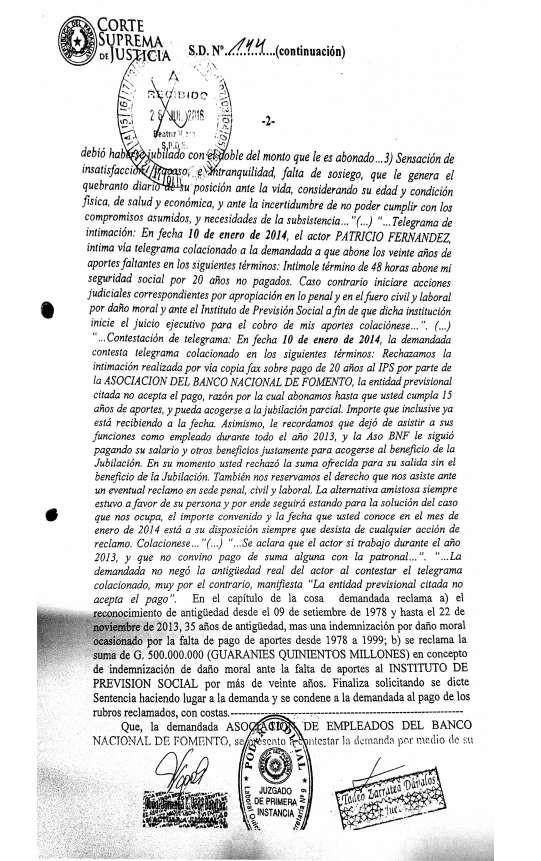 CORTE
SUPREMA
DE JUSTICIA
S.D. Nº 144 (continuación)
RECIBIDO
2016
-2-
debió haberse jubilado con el doble del monto que le es abonado...3) Sensación de
insatisfacción, fracaso, e intranquilidad, falta de sosiego, que le genera el
quebranto diario de su posición ante la vida, considerando su edad y condición
física, de salud y económica, y ante la incertidumbre de no poder cumplir con los
compromisos asumidos, y necesidades de la subsistencia..."(...) "...Telegrama de
intimación: En fecha 10 de enero de 2014, el actor PATRICIO FERNANDEZ,
intima vía telegrama colacionado a la demandada a que abone los veinte años de
aportes faltantes en los siguientes términos: Intimole término de 48 horas abone mi
seguridad social por 20 años no pagados. Caso contrario iniciare acciones
judiciales correspondientes por apropiación en lo penal y en el fuero civil y laboral
por daño moral y ante el Instituto de Previsión Social a fin de que dicha institución
inicie el juicio ejecutivo para el cobro de mis aportes colaciónese...". (...)
"...Contestación de telegrama: En fecha 10 de enero de 2014, la demandada
contesta telegrama colacionado en los siguientes términos: Rechazamos la
intimación realizada por vía copia fax sobre pago de 20 años al IPS por parte de
la ASOCIACION DEL BANCO NACIONAL DE FOMENTO, la entidad previsional
citada no acepta el pago, razón por la cual abonamos hasta que usted cumpla 15
años de aportes, y pueda acogerse a la jubilación parcial. Importe que inclusive ya
está recibiendo a la fecha. Asimismo, le recordamos que dejó de asistir a sus
funciones como empleado durante todo el año 2013, y la Aso BNF le siguió
pagando su salario y otros beneficios justamente para acogerse al beneficio de la
Jubilación. En su momento usted rechazó la suma ofrecida para su salida sin el
beneficio de la Jubilación. También nos reservamos el derecho que nos asiste ante
un eventual reclamo en sede penal, civil y laboral. La alternativa amistosa siempre
estuvo a favor de su persona y por ende seguirá estando para la solución del caso
que nos ocupa, el importe convenido y la fecha que usted conoce en el mes de
enero de 2014 está a su disposición siempre que desista de cualquier acción de
reclamo. Colacionese..."(...) "...Se aclara que el actor si trabajo durante el año
2013, y que no convino pago de suma alguna con la patronal...". "...La
demandada no negó la antigüedad real del actor al contestar el telegrama
colacionado, muy por el contrario, manifiesta "La entidad previsional citada no
acepta el pago". En el capítulo de la cosa demandada reclama a) el
reconocimiento de antigüedad desde el 09 de setiembre de 1978 y hasta el 22 de
noviembre de 2013, 35 años de antigüedad, mas una indemnización por daño moral
ocasionado por la falta de pago de aportes desde 1978 a 1999; b) se reclama la
suma de G. 500.000.000 (GUARANIES QUINIENTOS MILLONES) en concepto
de indemnización de daño moral ante la falta de aportes al INSTITUTO DE
PREVISION SOCIAL por más de veinte años. Finaliza solicitando se dicte
Sentencia haciendo lugar a la demanda y se condene a la demandada al pago de los
rubros reclamados, con costas.----------------------------------------
Que, la demandada ASOCIACIÓN DE EMPLEADOS DEL BANCO
NACIONAL DE FOMENTO, se presento a contestar la demanda por medio de su
PODER JUDICIAL
JUZGADO
DE PRIMERA
INSTANCIA
Tadeo Zarratea Dávalos
Juez